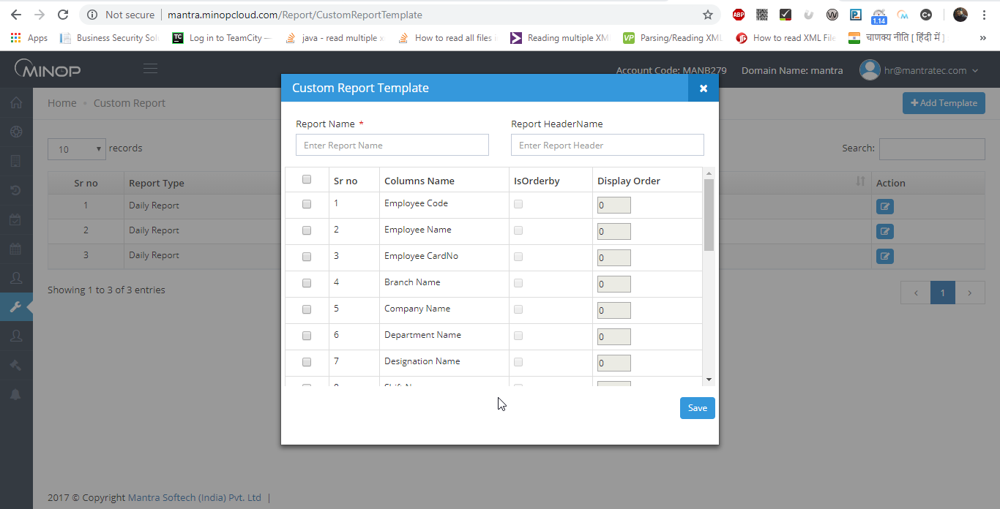 Not secure | mantra.minopcloud.com/Report/CustomReportTemplate
ABP
1.14
Apps Business Security Sol TC Log in to TeamCity — java - read multiple x How to read all files i Reading multiple XM VP Parsing/Reading XML How to read XML File चाणक्य नीति [ हिंदी में ] »
MINOP Account Code: MANB279 Domain Name: mantra hr@mantratec.com
Home Custom Report + Add Template
Custom Report Template ×
Report Name * Report HeaderName
Enter Report Name Enter Report Header
10 records Search:
Sr no Report Type Action
1 Daily Report
2 Daily Report
3 Daily Report
Showing 1 to 3 of 3 entries < 1 >
Sr no Columns Name IsOrderby Display Order
1 Employee Code 0
2 Employee Name 0
3 Employee CardNo 0
4 Branch Name 0
5 Company Name 0
6 Department Name 0
7 Designation Name 0
Save
2017 © Copyright Mantra Softech (India) Pvt. Ltd |